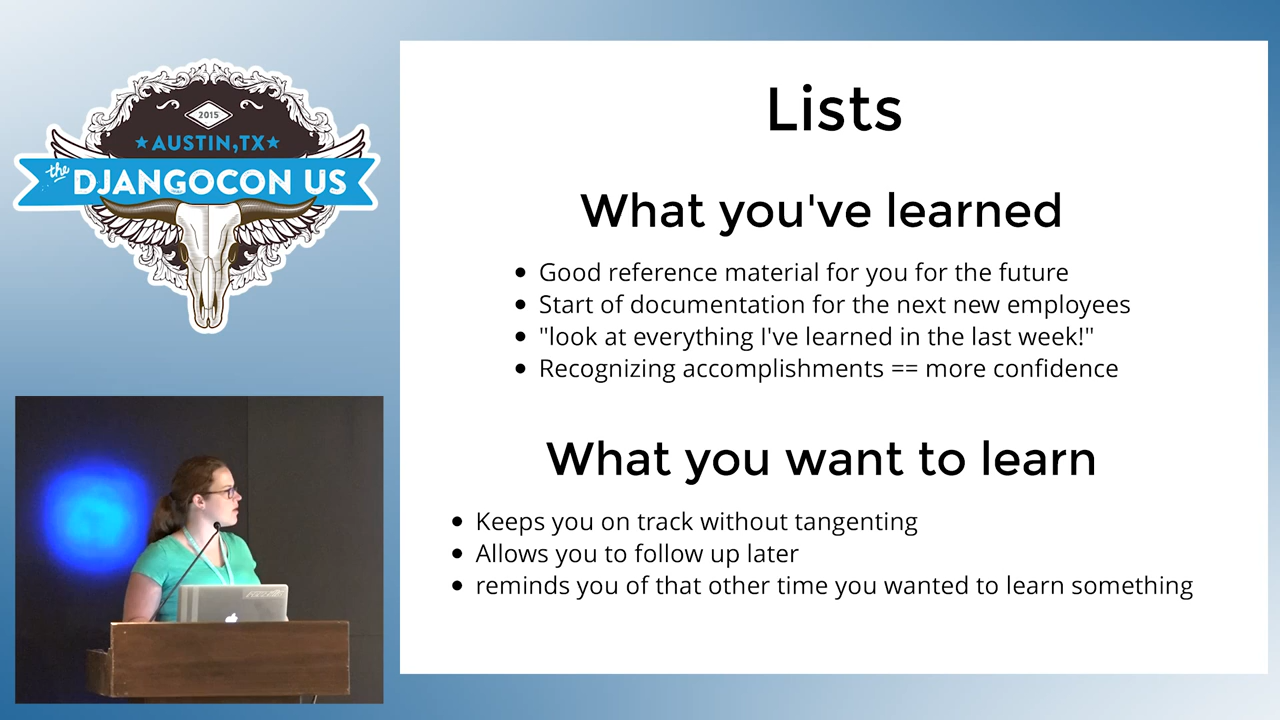 2015
AUSTIN, TX
the
DJANGOCON US
Lists
What you've learned
Good reference material for you for the future
Start of documentation for the next new employees
"look at everything I've learned in the last week!"
Recognizing accomplishments == more confidence
What you want to learn
Keeps you on track without tangenting
Allows you to follow up later
reminds you of that other time you wanted to learn something